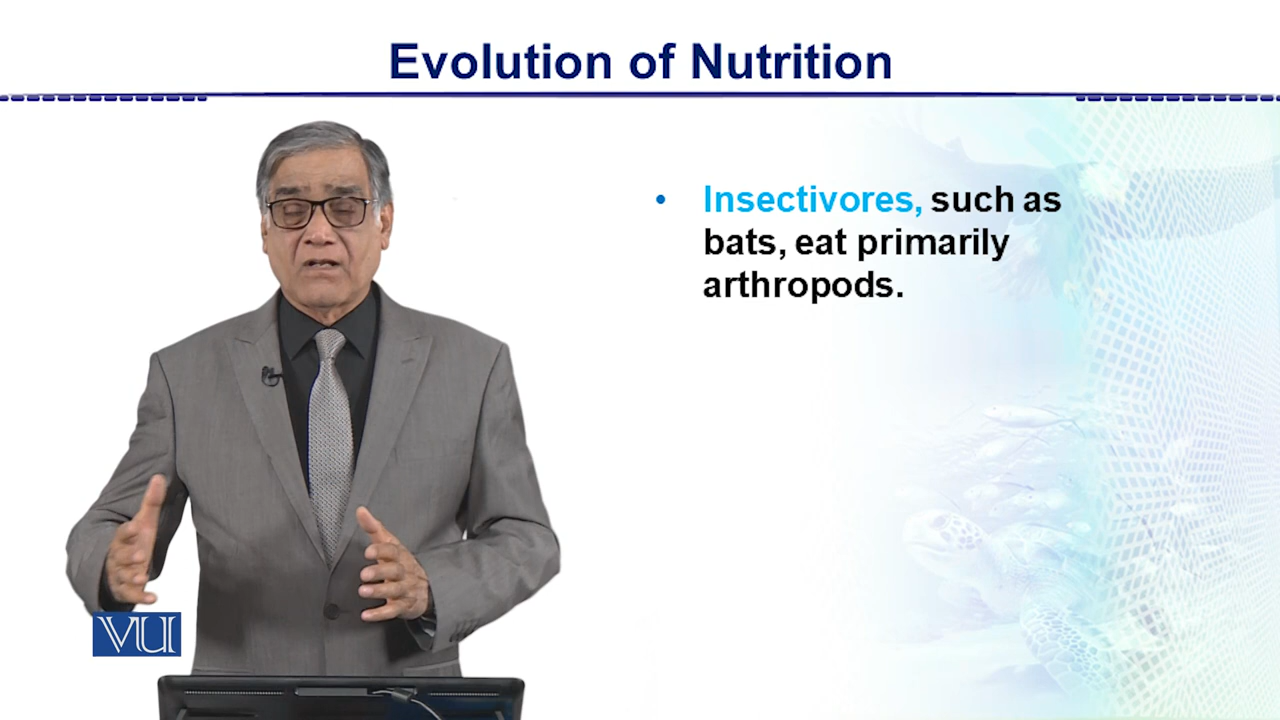 Evolution of Nutrition
• Insectivores, such as
bats, eat primarily
arthropods.
VU